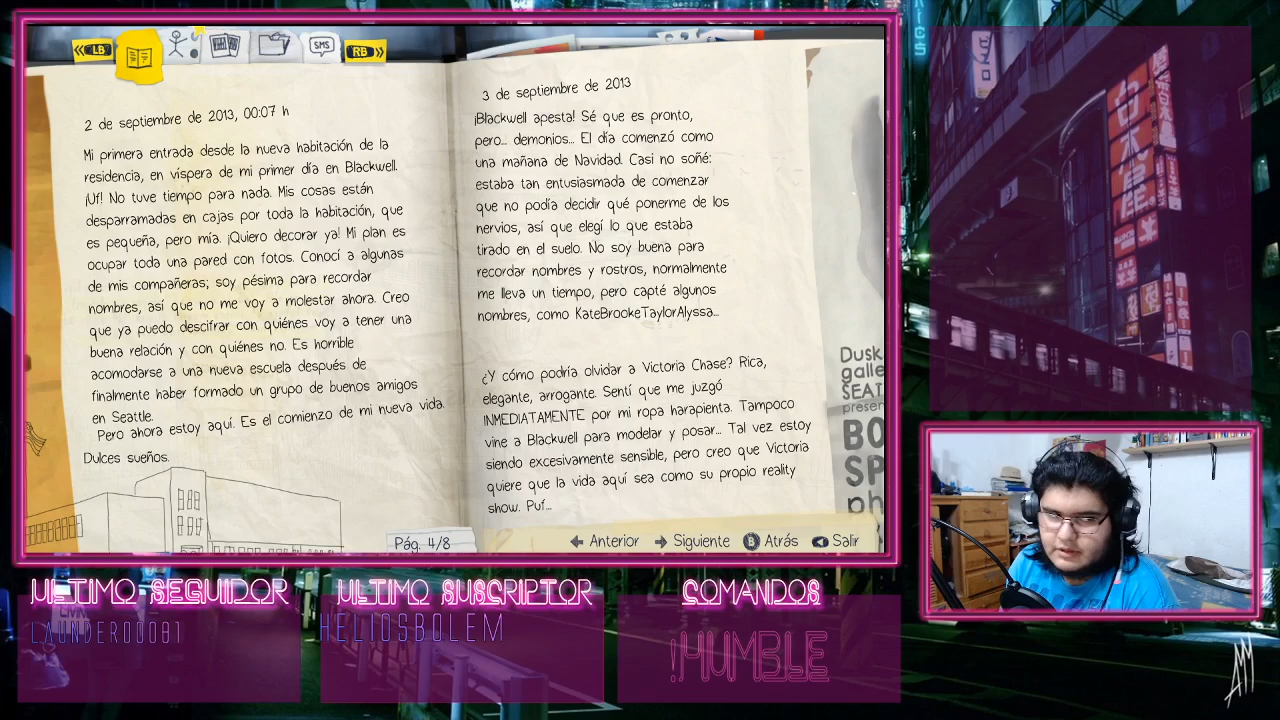 LB
SMS
RB
2 de septiembre de 2013, 00:07 h
Mi primera entrada desde la nueva habitación de la
residencia, en víspera de mi primer día en Blackwell.
¡Uf! No tuve tiempo para nada. Mis cosas están
desparramadas en cajas por toda la habitación, que
es pequeña, pero mía. ¡Quiero decorar ya! Mi plan es
ocupar toda una pared con fotos. Conocí a algunas
de mis compañeras; soy pésima para recordar
nombres, así que no me voy a molestar ahora. Creo
que ya puedo descifrar con quiénes voy a tener una
buena relación y con quiénes no. Es horrible
acomodarse a una nueva escuela después de
finalmente haber formado un grupo de buenos amigos
en Seattle.
Pero ahora estoy aquí. Es el comienzo de mi nueva vida.
Dulces sueños.
3 de septiembre de 2013
¡Blackwell apesta! Sé que es pronto,
pero... demonios... El día comenzó como
una mañana de Navidad. Casi no soñé:
estaba tan entusiasmada de comenzar
que no podía decidir qué ponerme de los
nervios, así que elegí lo que estaba
tirado en el suelo. No soy buena para
recordar nombres y rostros, normalmente
me lleva un tiempo, pero capté algunos
nombres, como KateBrookeTaylorAlyssa...
¿Y cómo podría olvidar a Victoria Chase? Rica,
elegante, arrogante. Sentí que me juzgó
INMEDIATAMENTE por mi ropa harapienta. Tampoco
vine a Blackwell para modelar y posar... Tal vez estoy
siendo excesivamente sensible, pero creo que Victoria
quiere que la vida aquí sea como su propio reality
show. Puf...
Dusk
galle
SEAT
presen
BO
SP
ph
Pág. 4/8
Anterior
Siguiente
B Atrás
Salir
ULTIMO SEGUIDOR
LAUNDER00081
ULTIMO SUSCRIPTOR
HELIOSBOLEM
COMANDOS
!HUMBLE